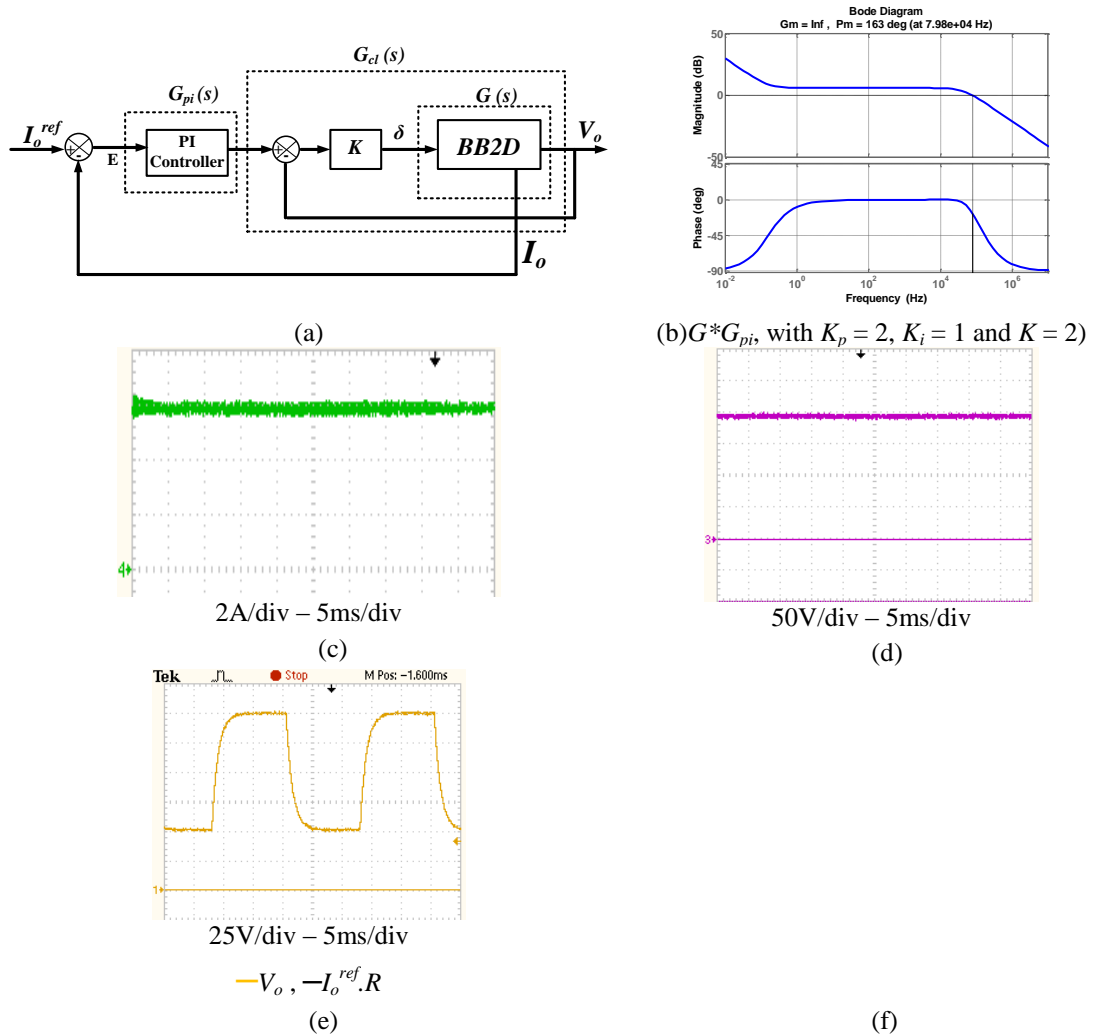 G_cl (s)
G_pi (s)
G (s)
I_o^ref
+
-
E
PI
Controller
+
-
K
δ
BB2D
V_o
I_o
(a)
Bode Diagram
Gm = Inf , Pm = 163 deg (at 7.98e+04 Hz)
Magnitude (dB)
50
0
-50
Phase (deg)
45
0
-45
-90
10^-2 10^0 10^2 10^4 10^6
Frequency (Hz)
(b)G*G_pi, with K_p = 2, K_i = 1 and K = 2)
4
2A/div – 5ms/div
(c)
3
50V/div – 5ms/div
(d)
Tek Stop M Pos: -1.600ms
1
25V/div – 5ms/div
V_o , I_o^ref.R
(e)
(f)